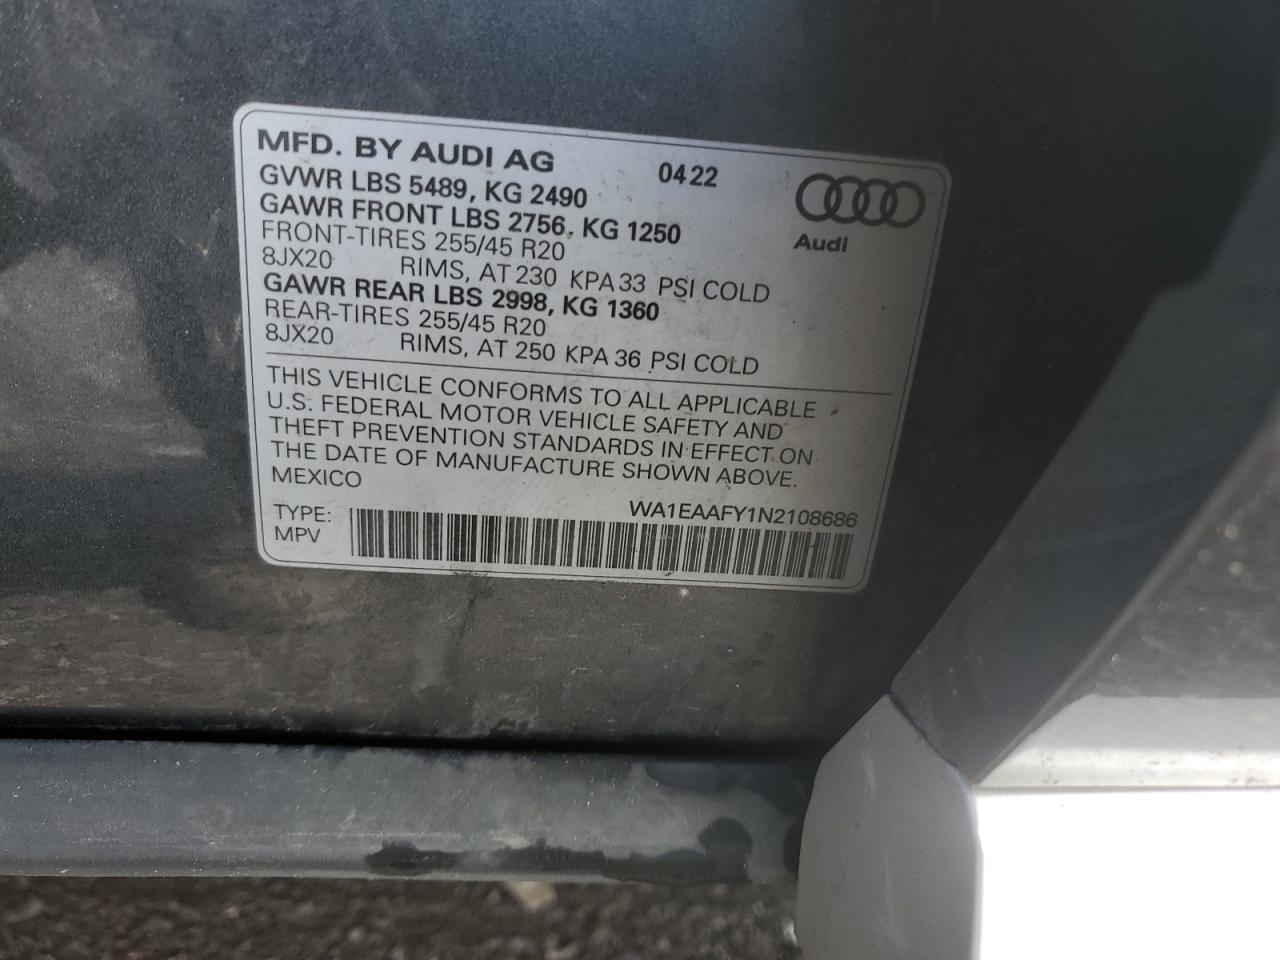 MFD. BY AUDI AG 0422
GVWR LBS 5489, KG 2490
GAWR FRONT LBS 2756, KG 1250
Audi
FRONT-TIRES 255/45 R20
8JX20 RIMS, AT 230 KPA 33 PSI COLD
GAWR REAR LBS 2998, KG 1360
REAR-TIRES 255/45 R20
8JX20 RIMS, AT 250 KPA 36 PSI COLD
THIS VEHICLE CONFORMS TO ALL APPLICABLE
U.S. FEDERAL MOTOR VEHICLE SAFETY AND
THEFT PREVENTION STANDARDS IN EFFECT ON
THE DATE OF MANUFACTURE SHOWN ABOVE.
MEXICO
WA1EAAFY1N2108686
TYPE:
MPV